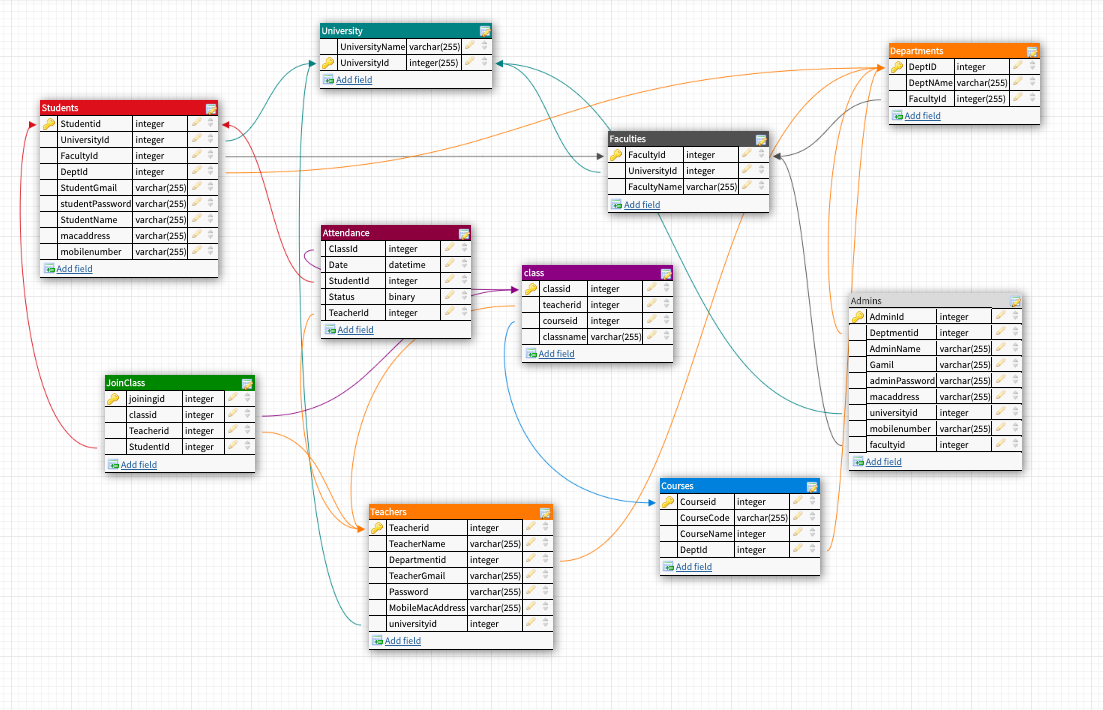 University
UniversityName varchar(255)
UniversityId integer(255)
Add field
Departments
DeptID integer
DeptNAme varchar(255)
FacultyId integer(255)
Add field
Students
Studentid integer
UniversityId integer
FacultyId integer
DeptId integer
StudentGmail varchar(255)
studentPassword varchar(255)
StudentName varchar(255)
macaddress varchar(255)
mobilenumber varchar(255)
Add field
Faculties
FacultyId integer
UniversityId integer
FacultyName varchar(255)
Add field
Attendance
ClassId integer
Date datetime
StudentId integer
Status binary
TeacherId integer
Add field
class
classid integer
teacherid integer
courseid integer
classname varchar(255)
Add field
Admins
AdminId integer
Deptmentid integer
AdminName varchar(255)
Gamil varchar(255)
adminPassword varchar(255)
macaddress varchar(255)
universityid integer
mobilenumber varchar(255)
facultyid integer
Add field
JoinClass
joiningid integer
classid integer
Teacherid integer
StudentId integer
Add field
Teachers
Teacherid integer
TeacherName varchar(255)
Departmentid integer
TeacherGmail varchar(255)
Password varchar(255)
MobileMacAddress varchar(255)
universityid integer
Add field
Courses
Courseid integer
CourseCode varchar(255)
CourseName integer
DeptId integer
Add field